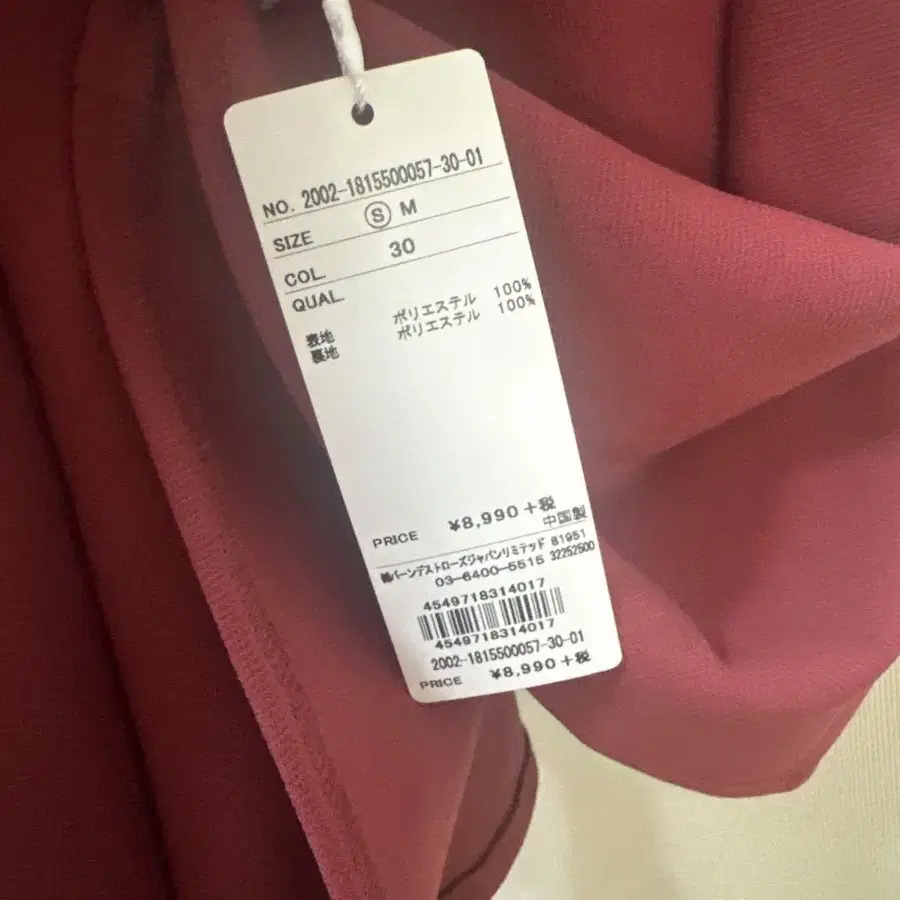 NO. 2002-1815500057-30-01
SIZE Ⓢ M
COL. 30
QUAL.
表地 ポリエステル 100%
裏地 ポリエステル 100%
PRICE ¥8,990+税
中国製
㈱バーンデストローズジャパンリミテッド 81951
03-6400-5515 32252500
4549718314017
4549718314017
2002-1815500057-30-01
PRICE ¥8,990+税